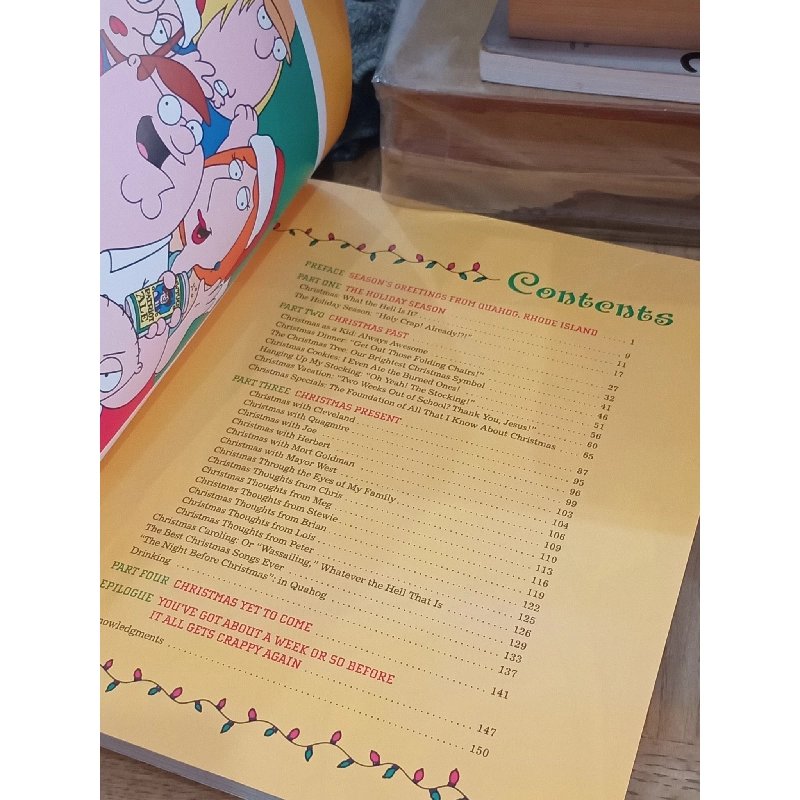 Contents
PREFACE SEASON'S GREETINGS FROM QUAHOG, RHODE ISLAND 1
PART ONE THE HOLIDAY SEASON 9
Christmas: What the Hell Is It? 11
The Holiday Season: "Holy Crap! Already!?!" 17
PART TWO CHRISTMAS PAST 27
Christmas as a Kid: Always Awesome 32
Christmas Dinner: "Get Out Those Folding Chairs!" 41
The Christmas Tree: Our Brightest Christmas Symbol 46
Christmas Cookies: I Even Ate the Burned Ones! 51
Hanging Up My Stocking: "Oh Yeah! The Stocking!" 56
Christmas Vacation: "Two Weeks Out of School? Thank You, Jesus!" 60
Christmas Specials: The Foundation of All That I Know About Christmas 65
PART THREE CHRISTMAS PRESENT 87
Christmas with Cleveland 95
Christmas with Quagmire 96
Christmas with Joe 99
Christmas with Herbert 103
Christmas with Mort Goldman 104
Christmas with Mayor West 106
Christmas Through the Eyes of My Family 109
Christmas Thoughts from Chris 110
Christmas Thoughts from Meg 113
Christmas Thoughts from Stewie 116
Christmas Thoughts from Brian 119
Christmas Thoughts from Lois 122
Christmas Thoughts from Peter 125
Christmas Caroling: Or "Wassailing," Whatever the Hell That Is 126
The Best Christmas Songs Ever 129
"The Night Before Christmas": in Quahog 133
Drinking 137
PART FOUR CHRISTMAS YET TO COME 141
EPILOGUE YOU'VE GOT ABOUT A WEEK OR SO BEFORE
IT ALL GETS CRAPPY AGAIN 147
nowledgments 150